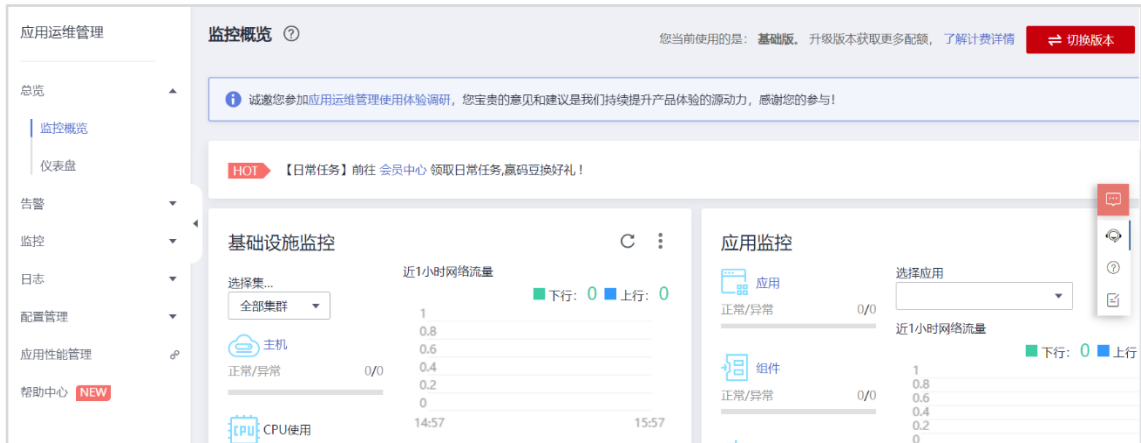 应用运维管理
总览
监控概览
仪表盘
告警
监控
日志
配置管理
应用性能管理
帮助中心 NEW
监控概览
您当前使用的是： 基础版。 升级版本获取更多配额， 了解计费详情
切换版本
诚邀您参加应用运维管理使用体验调研，您宝贵的意见和建议是我们持续提升产品体验的源动力，感谢您的参与！
HOT 【日常任务】前往 会员中心 领取日常任务,赢码豆换好礼！
基础设施监控
选择集...
全部集群
主机
正常/异常 0/0
CPU
CPU使用
近1小时网络流量
下行： 0 上行： 0
1
0.8
0.6
0.4
0.2
0
14:57 15:57
应用监控
应用
正常/异常 0/0
组件
正常/异常 0/0
选择应用
近1小时网络流量
下行： 0 上行
1
0.8
0.6
0.4
0.2
0